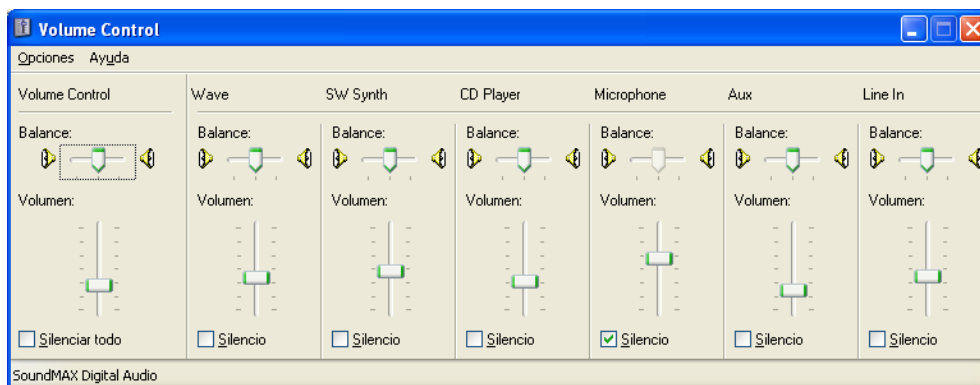 Volume Control
Opciones Ayuda
Volume Control Wave SW Synth CD Player Microphone Aux Line In
Balance: Balance: Balance: Balance: Balance: Balance: Balance:
Volumen: Volumen: Volumen: Volumen: Volumen: Volumen: Volumen:
Silenciar todo Silencio Silencio Silencio Silencio Silencio Silencio
SoundMAX Digital Audio